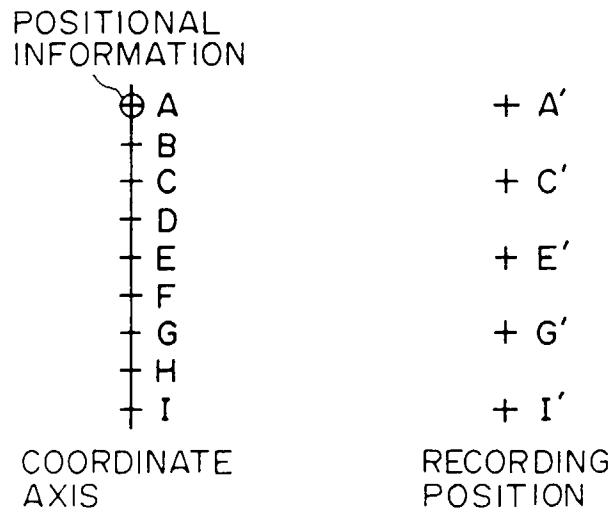 POSITIONAL
INFORMATION
A
B
C
D
E
F
G
H
I
COORDINATE
AXIS
A′
C′
E′
G′
I′
RECORDING
POSITION